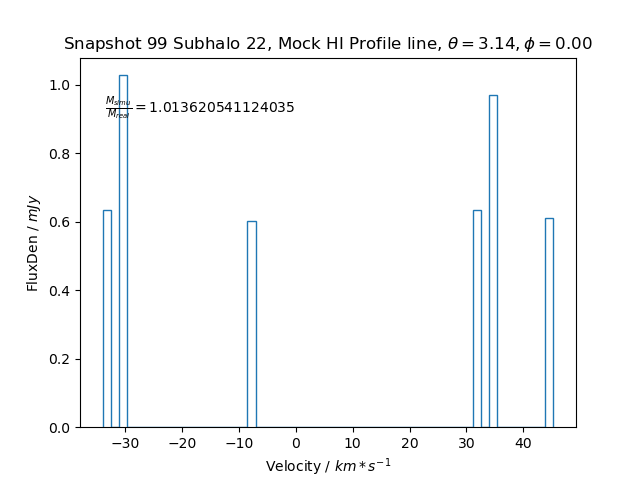 Snapshot 99 Subhalo 22, Mock HI Profile line, θ = 3.14, ϕ = 0.00
1.0
M_simu/M_real = 1.013620541124035
0.8
0.6
0.4
0.2
0.0
FluxDen / mJy
−30 −20 −10 0 10 20 30 40
Velocity / km * s⁻¹